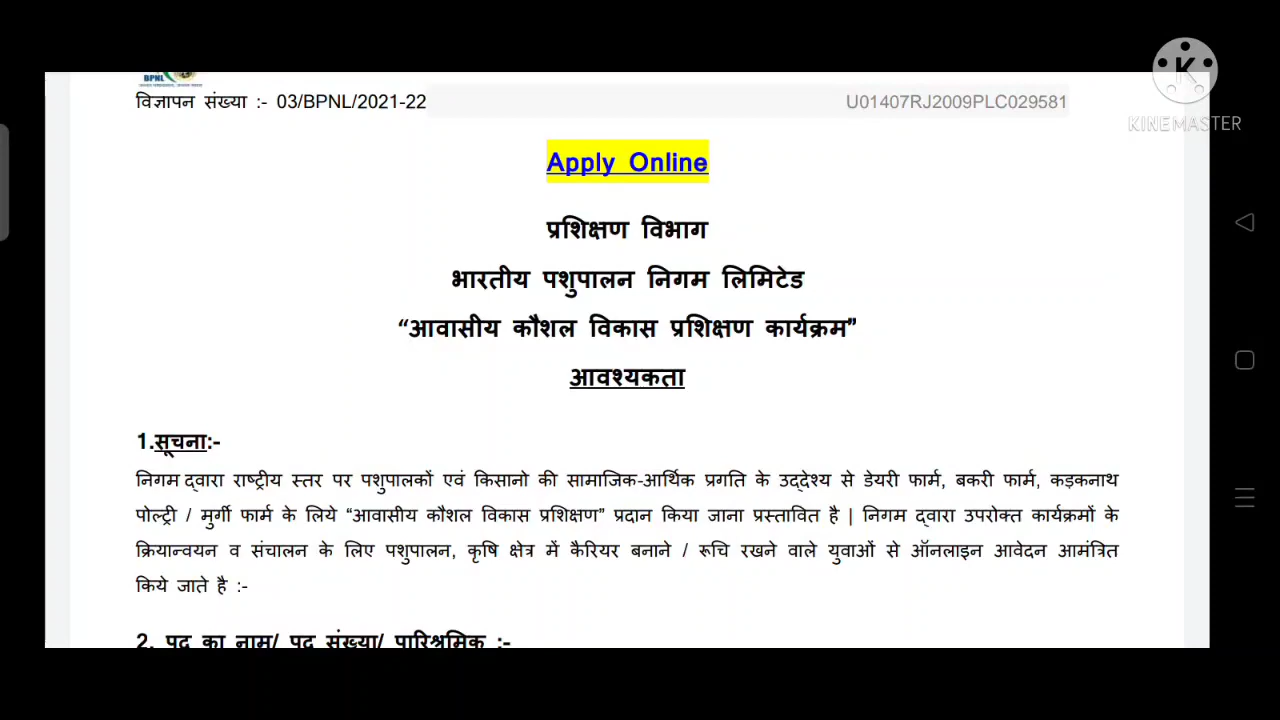 BPNL
विज्ञापन संख्या :- 03/BPNL/2021-22 U01407RJ2009PLC029581
KINEMASTER
Apply Online
प्रशिक्षण विभाग
भारतीय पशुपालन निगम लिमिटेड
“आवासीय कौशल विकास प्रशिक्षण कार्यक्रम”
आवश्यकता
1.सूचना:-
निगम द्वारा राष्ट्रीय स्तर पर पशुपालकों एवं किसानो की सामाजिक-आर्थिक प्रगति के उद्देश्य से डेयरी फार्म, बकरी फार्म, कड़कनाथ
पोल्ट्री / मुर्गी फार्म के लिये “आवासीय कौशल विकास प्रशिक्षण” प्रदान किया जाना प्रस्तावित है | निगम द्वारा उपरोक्त कार्यक्रमों के
क्रियान्वयन व संचालन के लिए पशुपालन, कृषि क्षेत्र में कैरियर बनाने / रूचि रखने वाले युवाओं से ऑनलाइन आवेदन आमंत्रित
किये जाते है :-
2. पद का नाम/ पद संख्या/ पारिश्रमिक :-